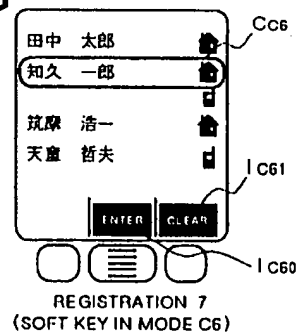 CC6
田中 太郎
知久 一郎
筑摩 浩一
天童 哲夫
IC61
ENTER CLEAR
IC60
REGISTRATION 7
(SOFT KEY IN MODE C6)